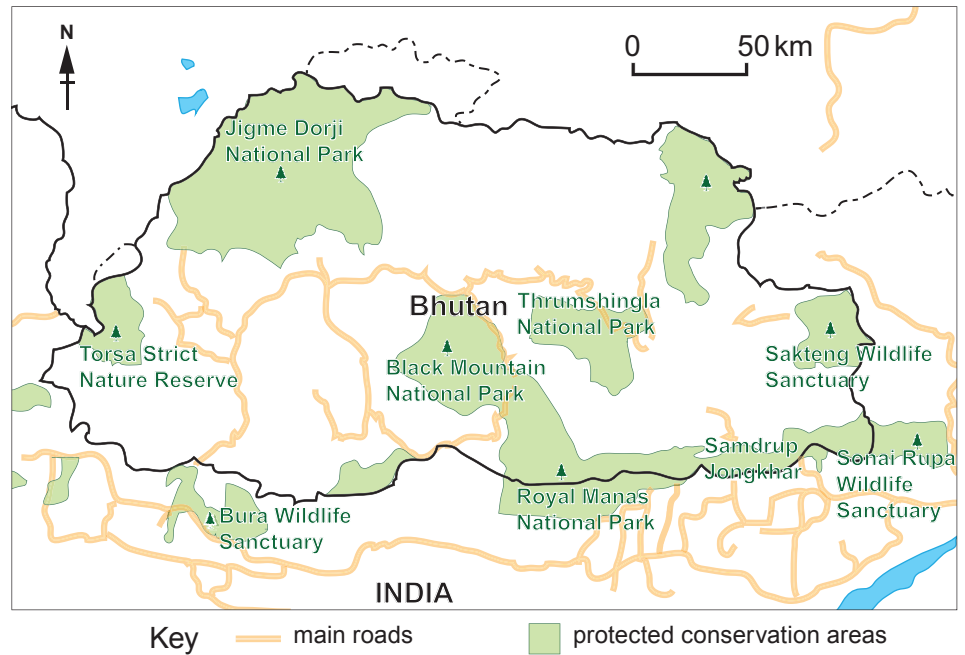 N
0 50 km
Jigme Dorji
National Park
Bhutan
Thrumshingla
National Park
Torsa Strict
Nature Reserve
Black Mountain
National Park
Sakteng Wildlife
Sanctuary
Samdrup
Jongkhar
Sonai Rupa
Wildlife
Sanctuary
Royal Manas
National Park
Bura Wildlife
Sanctuary
INDIA
Key
main roads
protected conservation areas